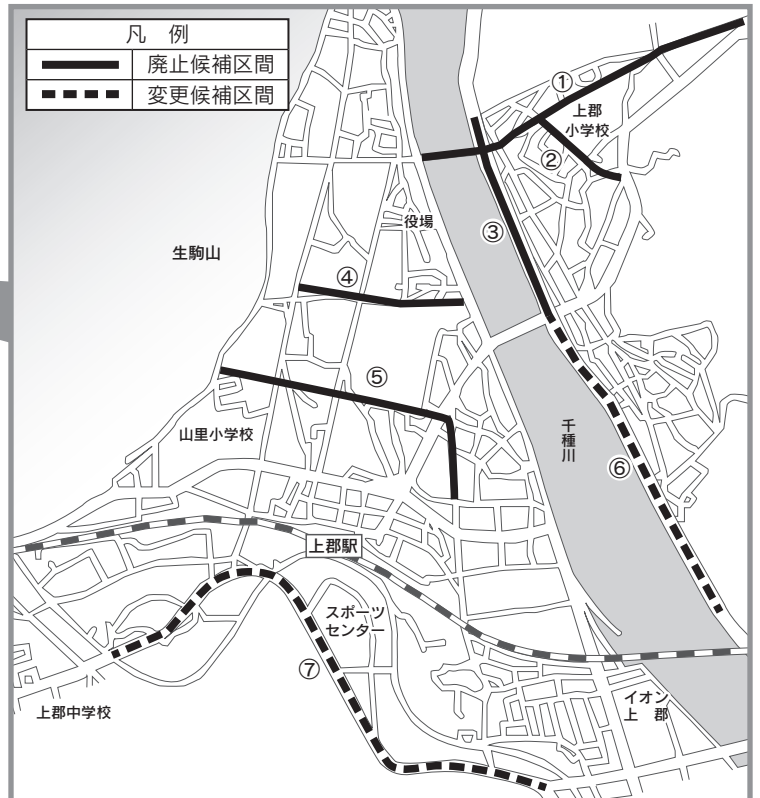 凡 例
廃止候補区間
変更候補区間
①
上郡
小学校
②
役場
③
生駒山
④
⑤
千種川
山里小学校
⑥
上郡駅
スポーツ
センター
⑦
イオン
上 郡
上郡中学校